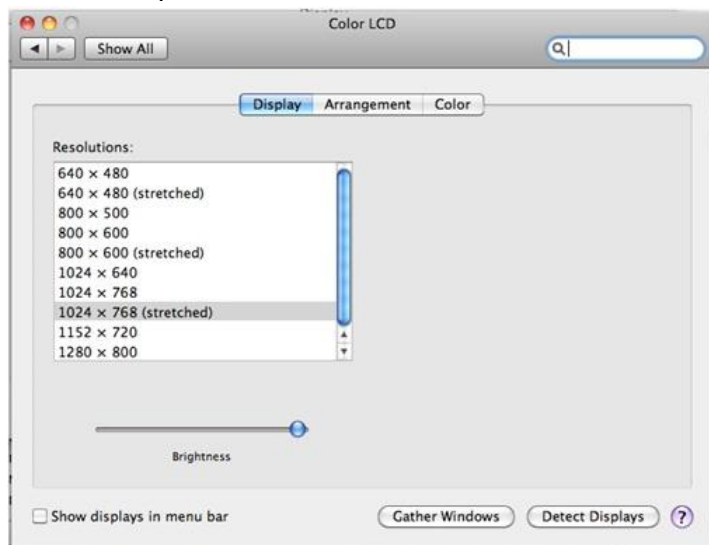 Color LCD
Show All
Display Arrangement Color
Resolutions:
640 × 480
640 × 480 (stretched)
800 × 500
800 × 600
800 × 600 (stretched)
1024 × 640
1024 × 768
1024 × 768 (stretched)
1152 × 720
1280 × 800
Brightness
Show displays in menu bar Gather Windows Detect Displays ?